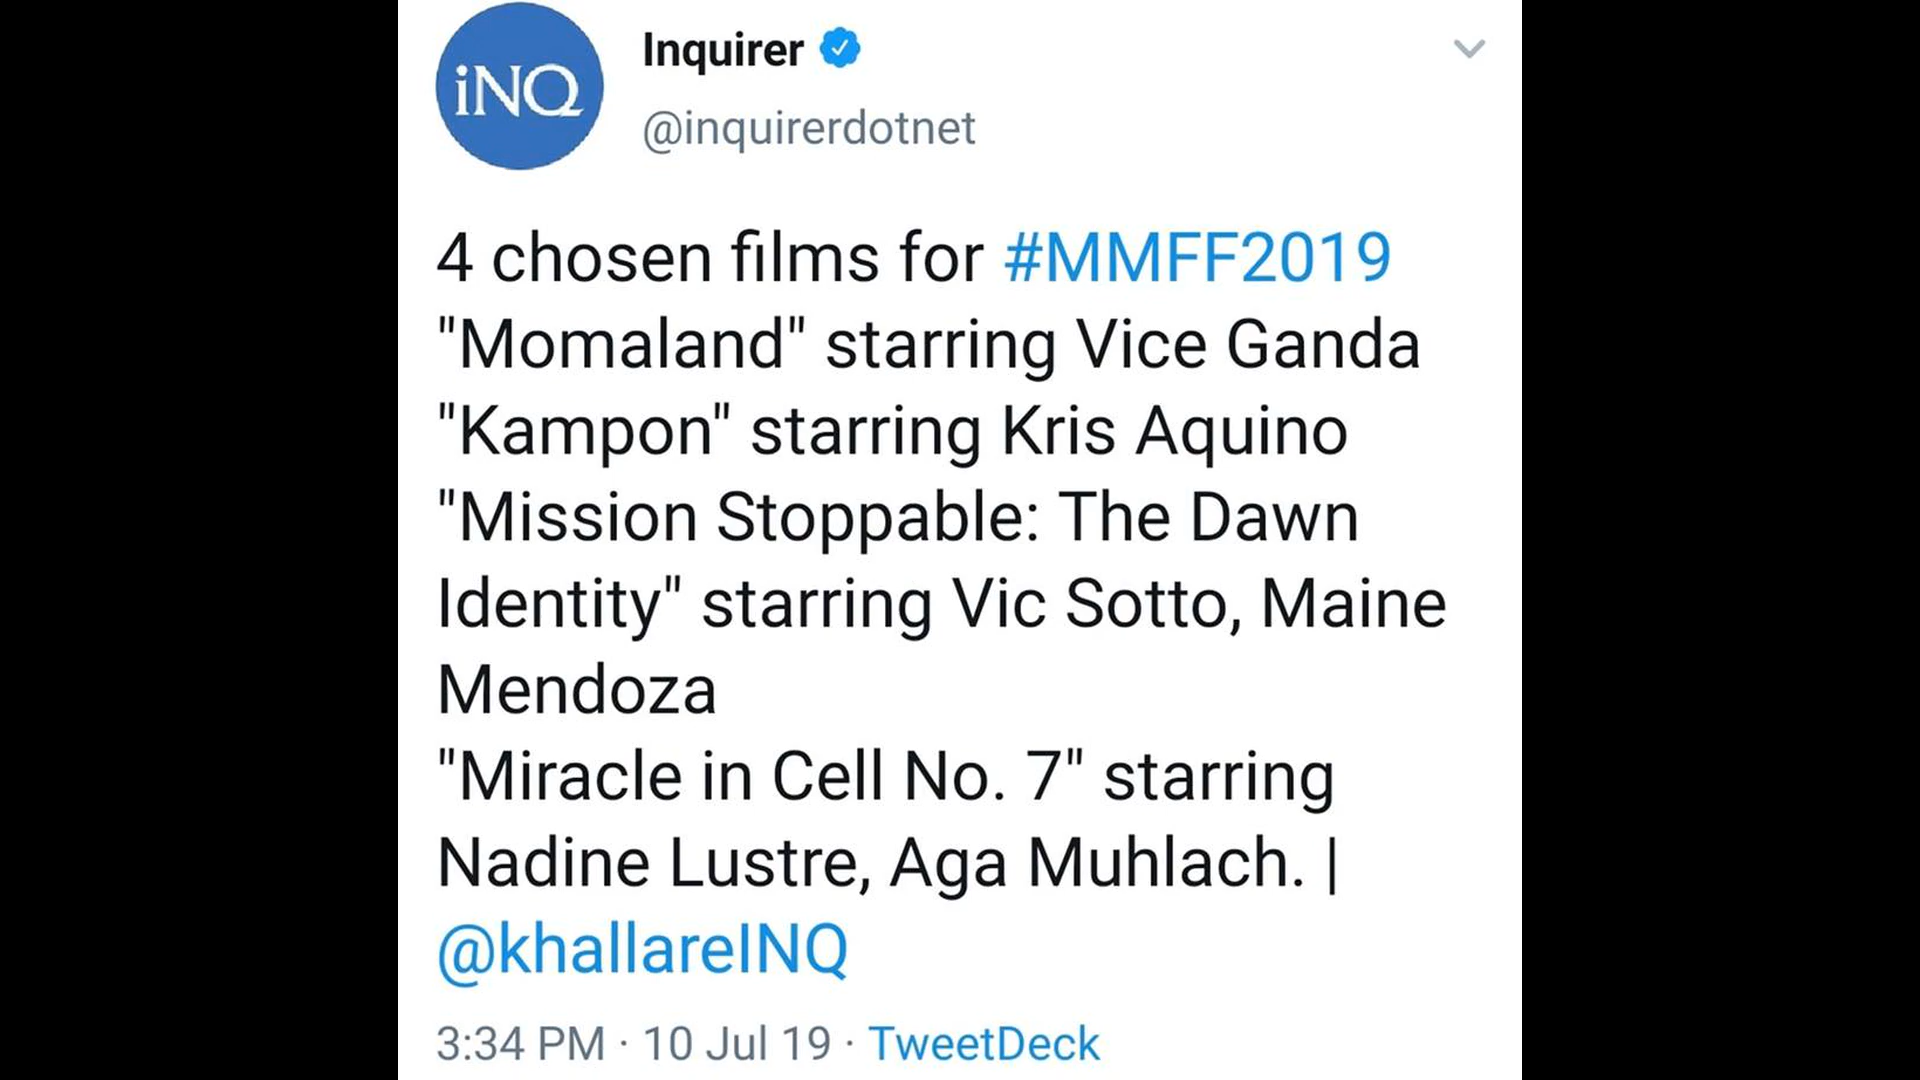 iNQ
Inquirer
@inquirerdotnet
4 chosen films for #MMFF2019
"Momaland" starring Vice Ganda
"Kampon" starring Kris Aquino
"Mission Stoppable: The Dawn
Identity" starring Vic Sotto, Maine
Mendoza
"Miracle in Cell No. 7" starring
Nadine Lustre, Aga Muhlach. |
@khallareINQ
3:34 PM · 10 Jul 19 · TweetDeck